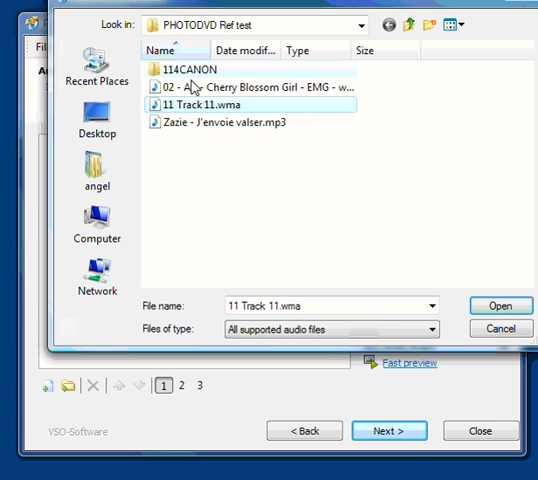 Look in:
PHOTODVD Ref test
Name
Date modif...
Type
Size
Recent Places
Desktop
angel
Computer
Network
114CANON
02 - A
Cherry Blossom Girl - EMG - w...
11 Track 11.wma
Zazie - J'envoie valser.mp3
File name:
11 Track 11.wma
Open
Files of type:
All supported audio files
Cancel
Fast preview
1 2 3
VSO-Software
< Back
Next >
Close